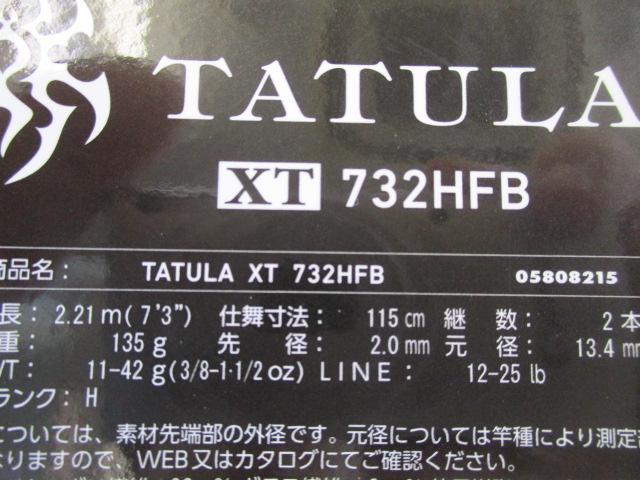 TATULA
XT 732HFB
商品名： TATULA XT 732HFB 05808215
長： 2.21m(7'3") 仕舞寸法： 115cm 継 数： 2本
重： 135g 先 径： 2.0mm 元 径： 13.4m
WT： 11-42g(3/8-1・1/2oz) LINE： 12-25lb
ランク：H
については、素材先端部の外径です。元径については竿種により測定
なりますので、WEB又はカタログにてご確認ください。